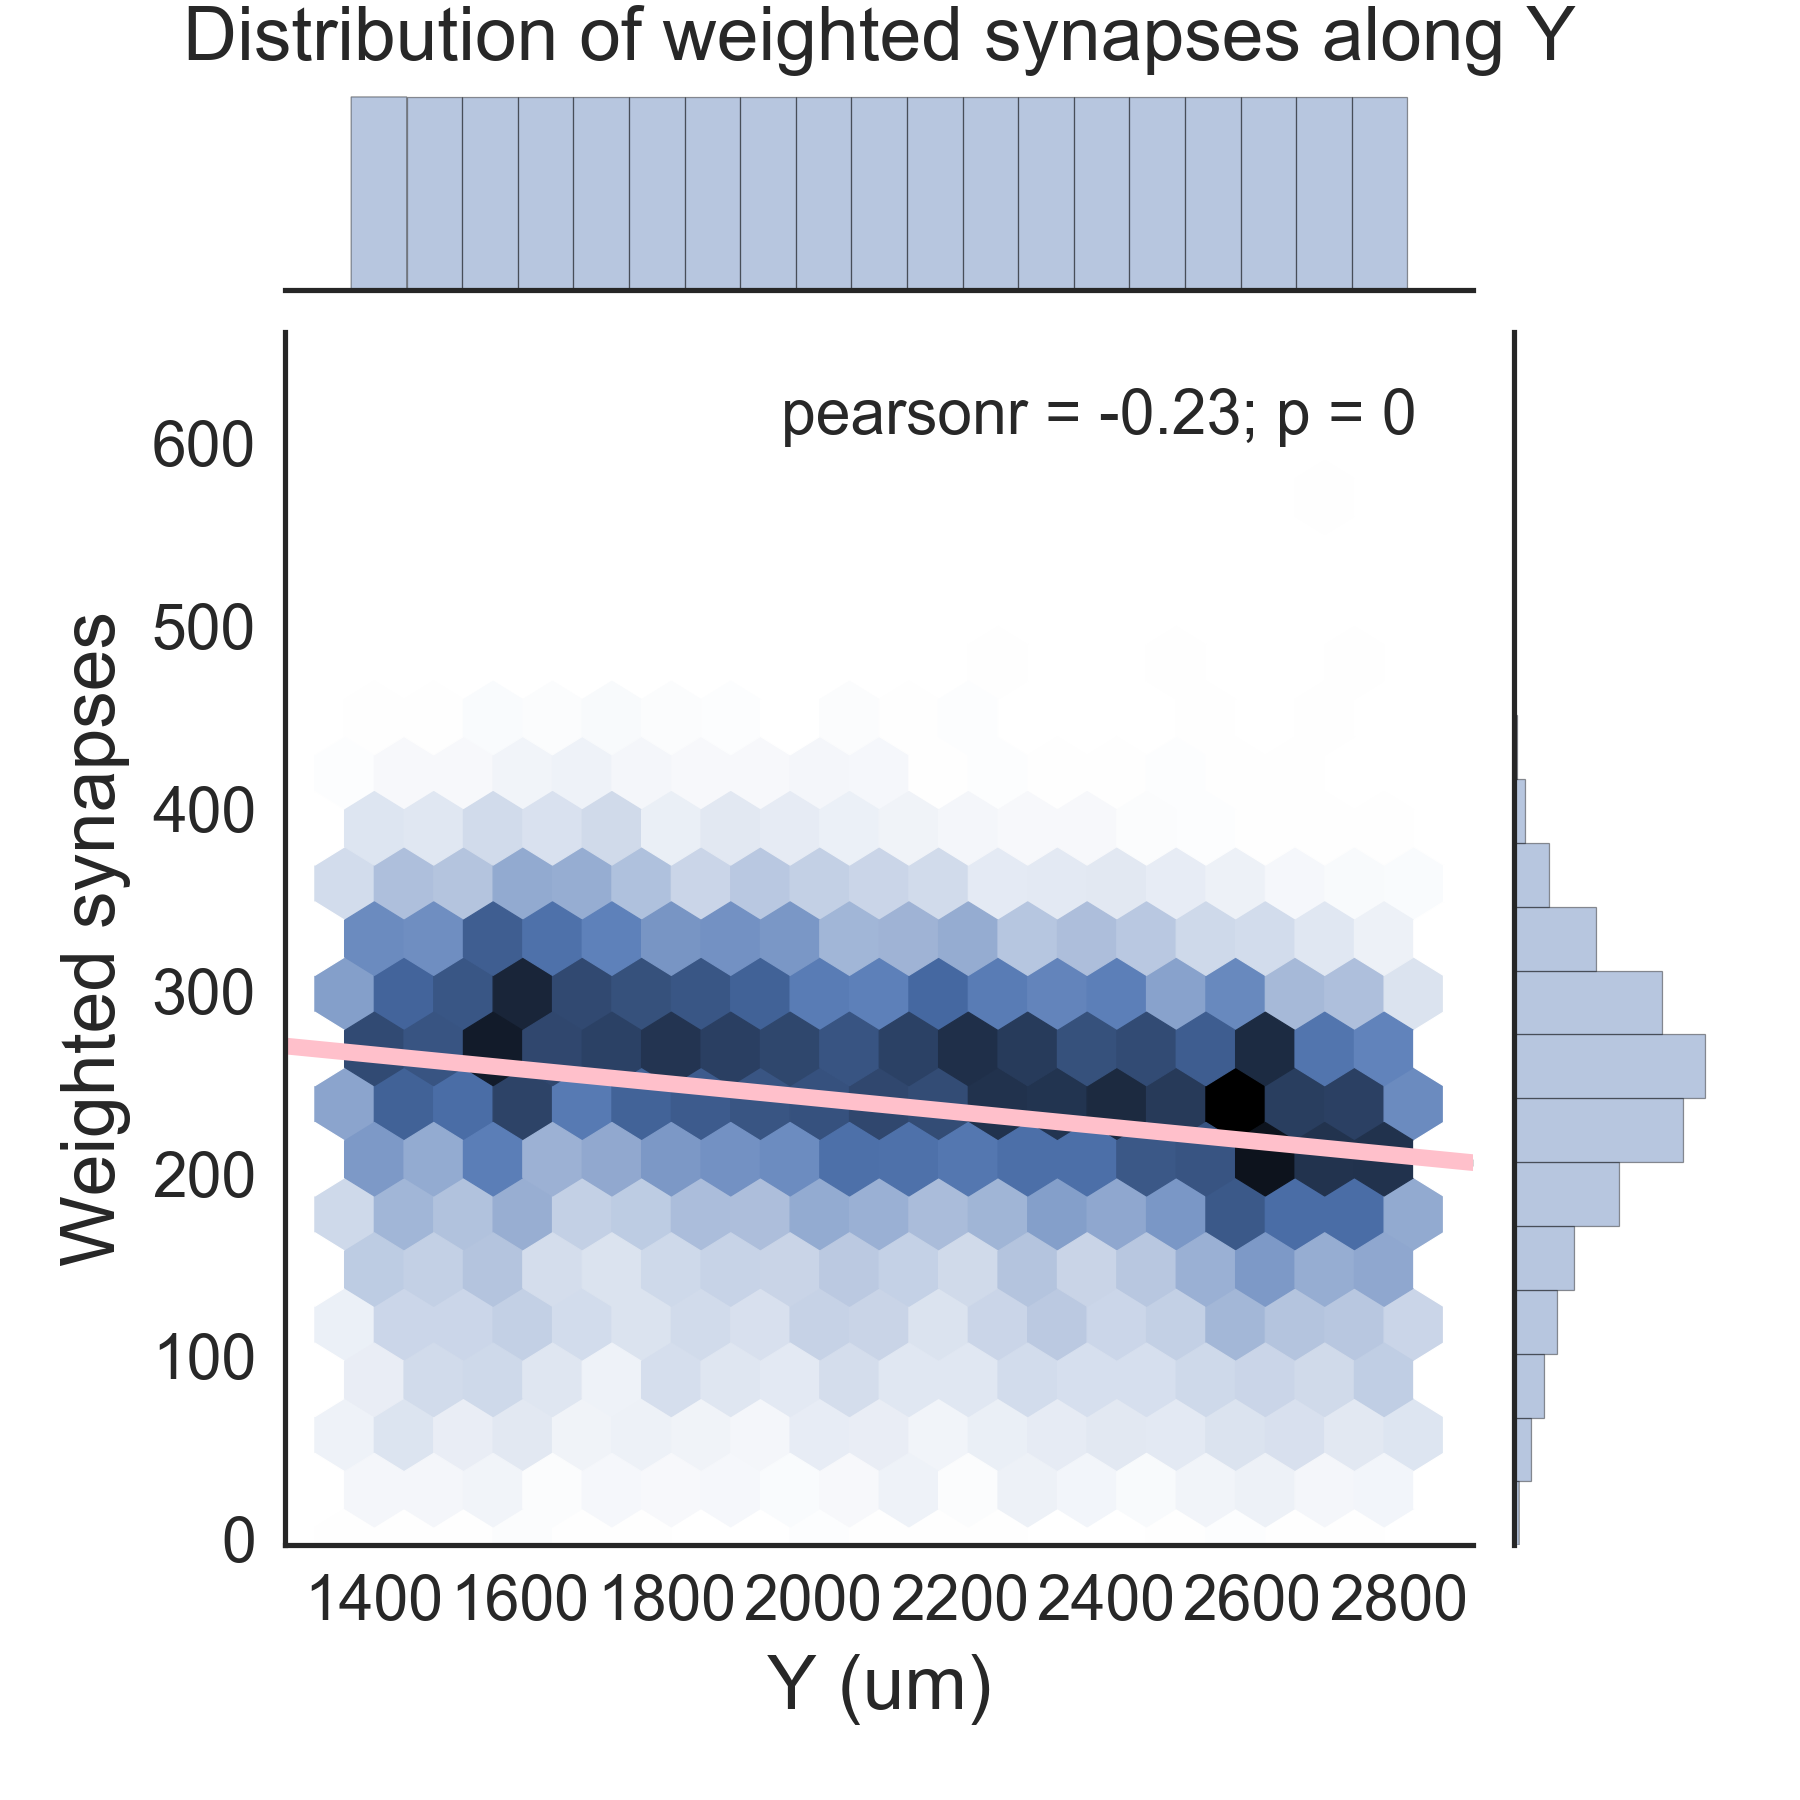 Distribution of weighted synapses along Y
pearsonr = -0.23; p = 0
Weighted synapses
600
500
400
300
200
100
0
1400 1600 1800 2000 2200 2400 2600 2800
Y (um)